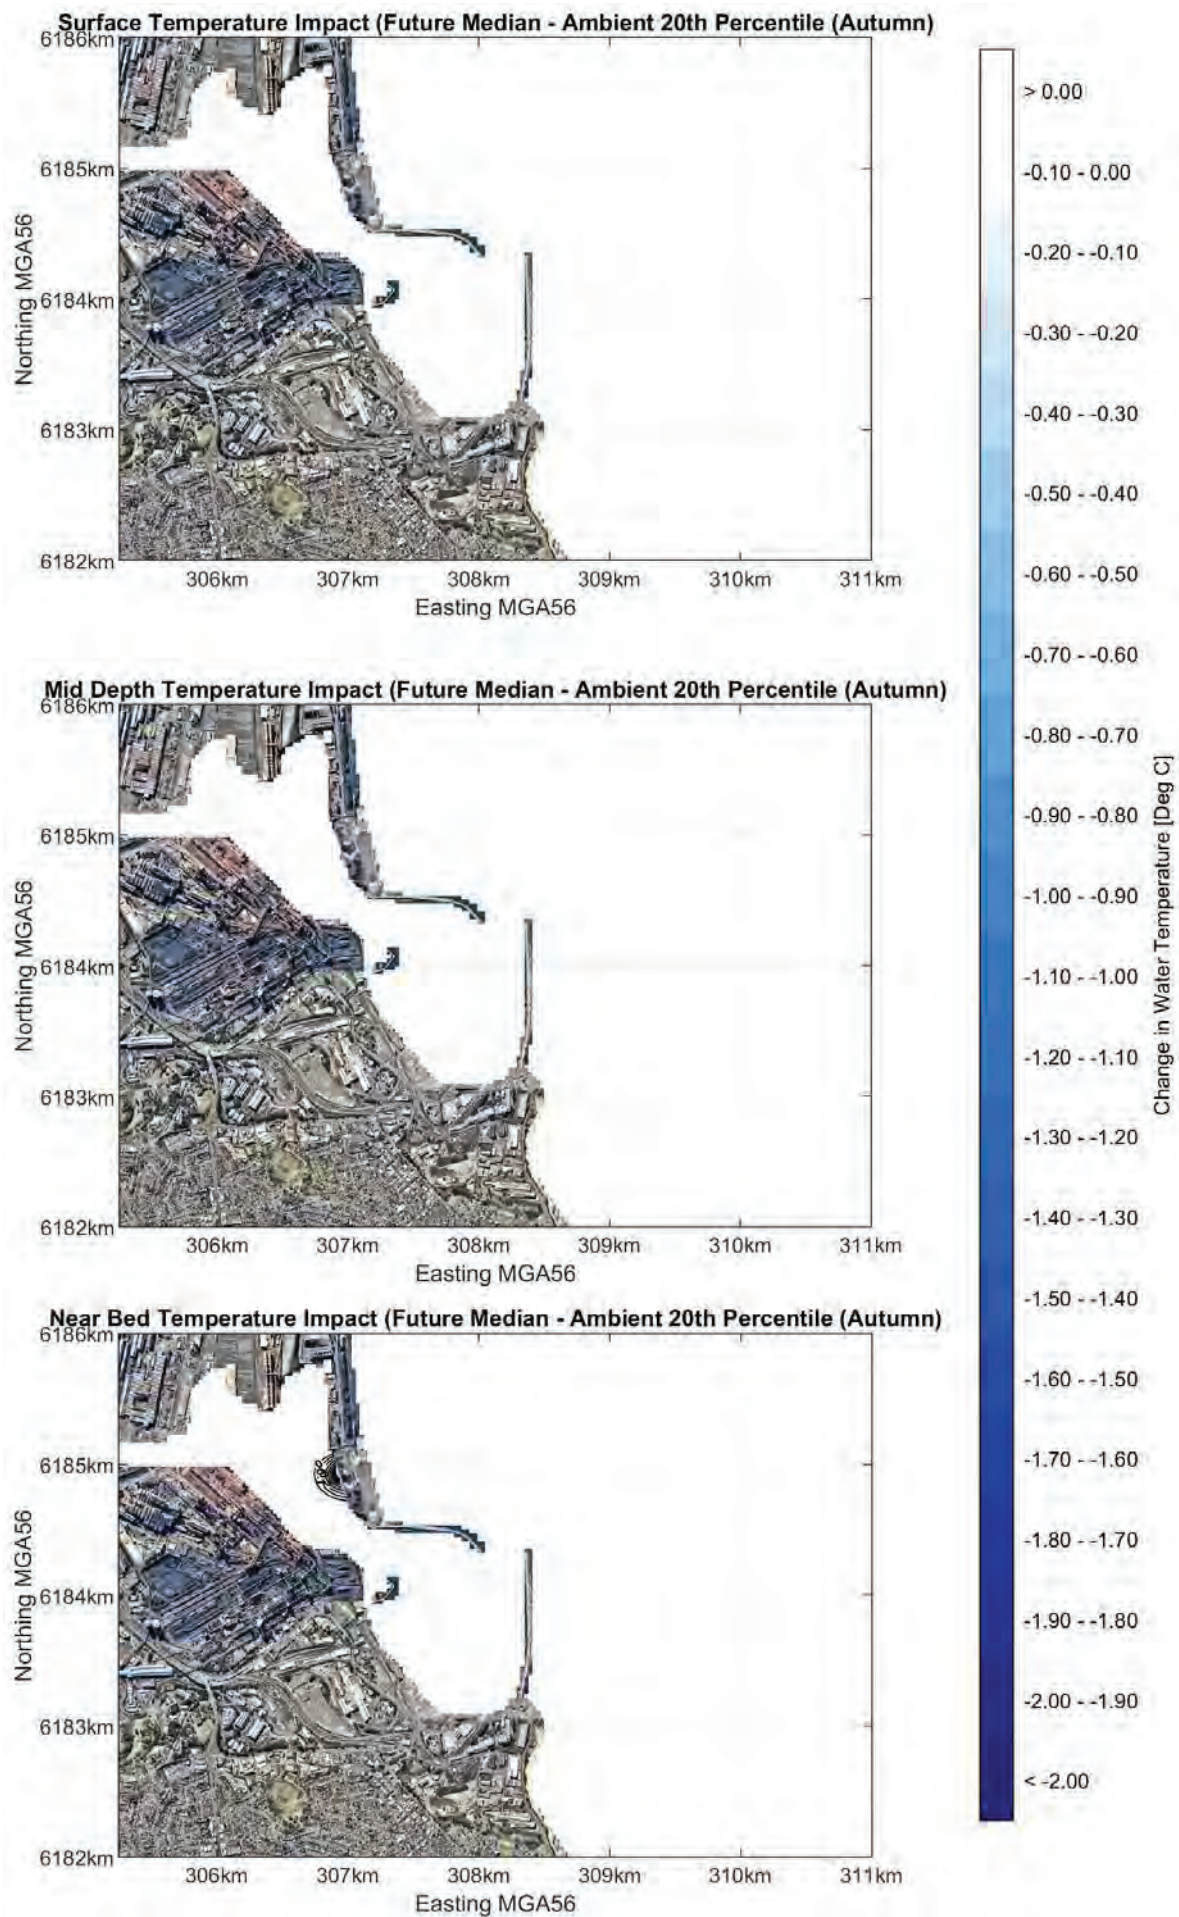 Surface Temperature Impact (Future Median - Ambient 20th Percentile (Autumn)
6186km
6185km
6184km
6183km
6182km
Northing MGA56
306km 307km 308km 309km 310km 311km
Easting MGA56
Mid Depth Temperature Impact (Future Median - Ambient 20th Percentile (Autumn)
6186km
6185km
6184km
6183km
6182km
Northing MGA56
306km 307km 308km 309km 310km 311km
Easting MGA56
Near Bed Temperature Impact (Future Median - Ambient 20th Percentile (Autumn)
6186km
6185km
6184km
6183km
6182km
Northing MGA56
306km 307km 308km 309km 310km 311km
Easting MGA56
> 0.00
-0.10 - 0.00
-0.20 - -0.10
-0.30 - -0.20
-0.40 - -0.30
-0.50 - -0.40
-0.60 - -0.50
-0.70 - -0.60
-0.80 - -0.70
-0.90 - -0.80
-1.00 - -0.90
-1.10 - -1.00
-1.20 - -1.10
-1.30 - -1.20
-1.40 - -1.30
-1.50 - -1.40
-1.60 - -1.50
-1.70 - -1.60
-1.80 - -1.70
-1.90 - -1.80
-2.00 - -1.90
< -2.00
Change in Water Temperature [Deg C]